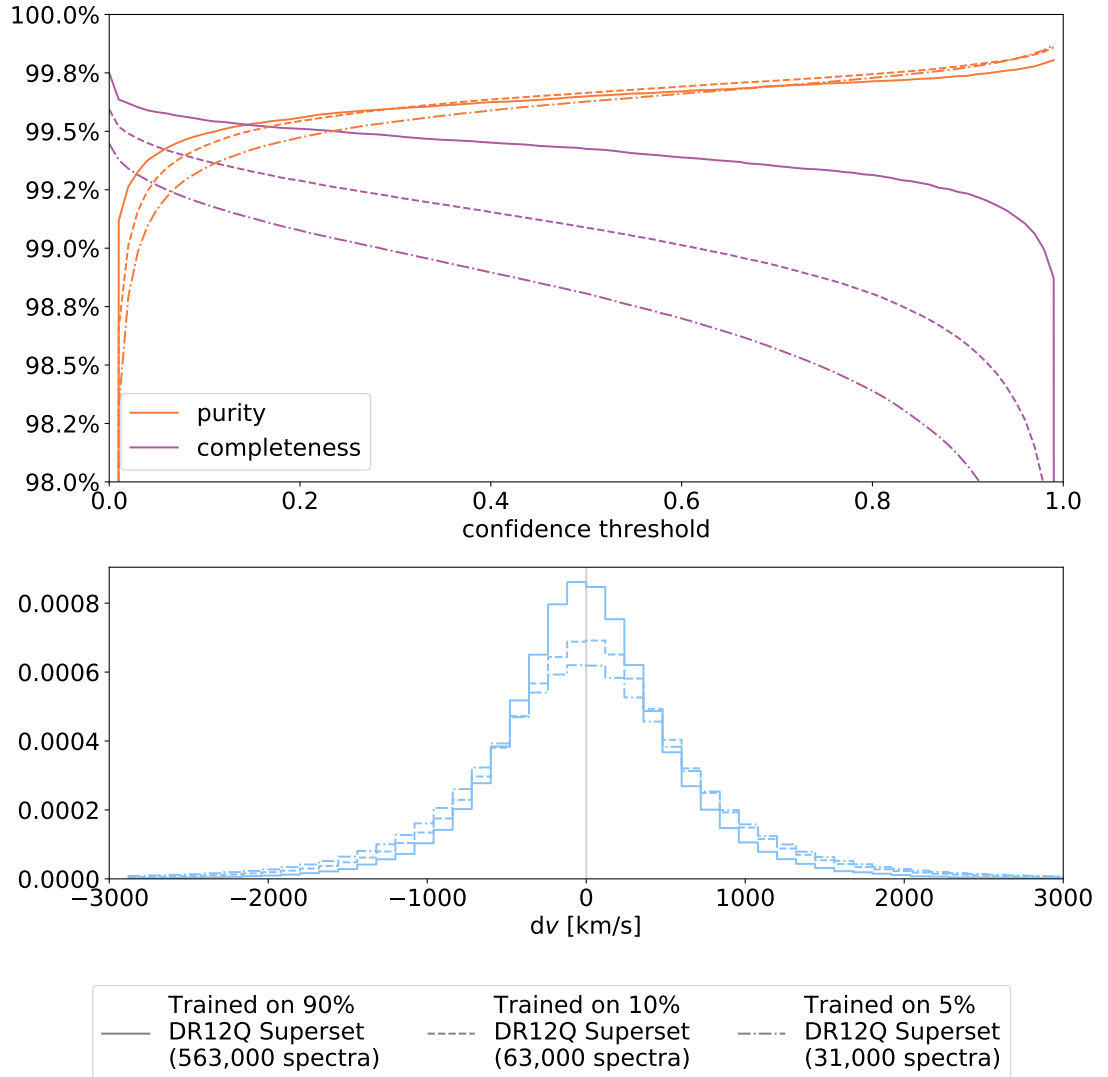 100.0%
99.8%
99.5%
99.2%
99.0%
98.8%
98.5%
98.2%
98.0%
purity
completeness
0.0 0.2 0.4 0.6 0.8 1.0
confidence threshold
0.0008
0.0006
0.0004
0.0002
0.0000
−3000 −2000 −1000 0 1000 2000 3000
dv [km/s]
Trained on 90%
DR12Q Superset
(563,000 spectra)
Trained on 10%
DR12Q Superset
(63,000 spectra)
Trained on 5%
DR12Q Superset
(31,000 spectra)